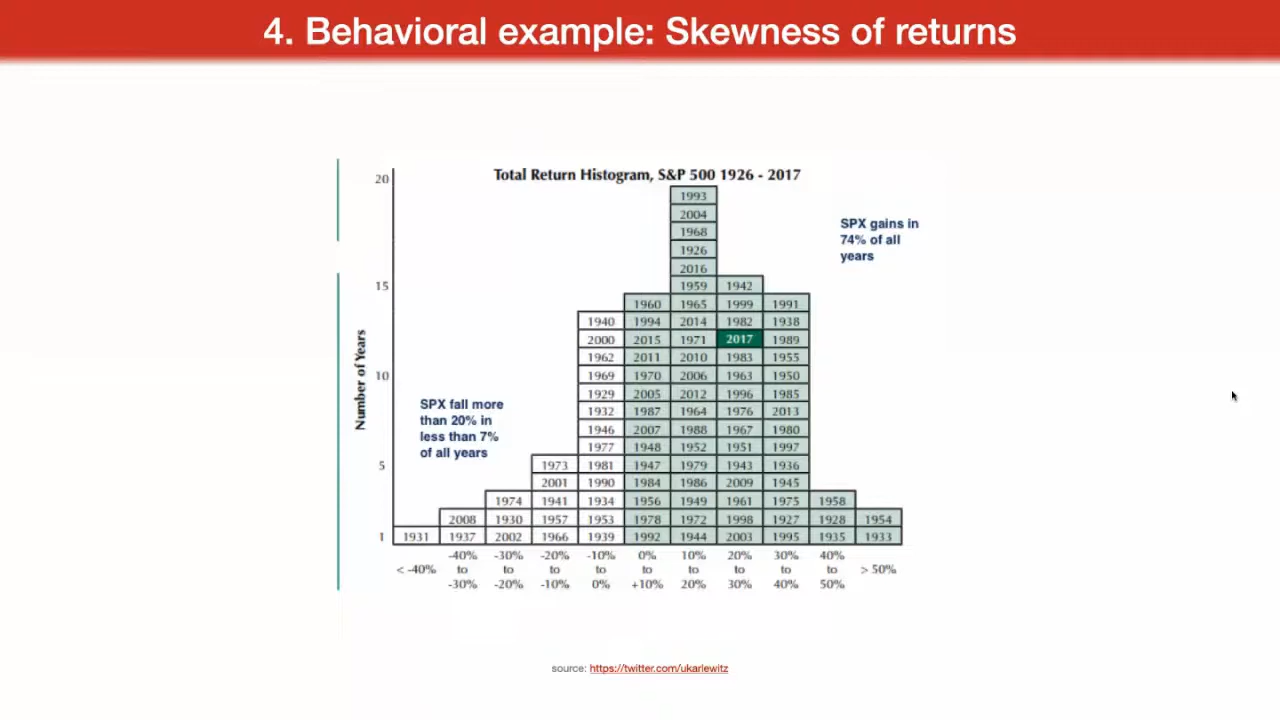 4. Behavioral example: Skewness of returns
Total Return Histogram, S&P 500 1926 - 2017
SPX gains in
74% of all
years
SPX fall more
than 20% in
less than 7%
of all years
Number of Years
20
15
10
5
1
1993
2004
1968
1926
2016
1959 1942
1960 1965 1999 1991
1940 1994 2014 1982 1938
2000 2015 1971 2017 1989
1962 2011 2010 1983 1955
1969 1970 2006 1963 1950
1929 2005 2012 1996 1985
1932 1987 1964 1976 2013
1946 2007 1988 1967 1980
1977 1948 1952 1951 1997
1973 1981 1947 1979 1943 1936
2001 1990 1984 1986 2009 1945
1974 1941 1934 1956 1949 1961 1975 1958
2008 1930 1957 1953 1978 1972 1998 1927 1928 1954
1931 1937 2002 1966 1939 1992 1944 2003 1995 1935 1933
-40% -30% -20% -10% 0% 10% 20% 30% 40%
< -40% to to to to to to to to to > 50%
-30% -20% -10% 0% +10% 20% 30% 40% 50%
source: https://twitter.com/ukarlewitz